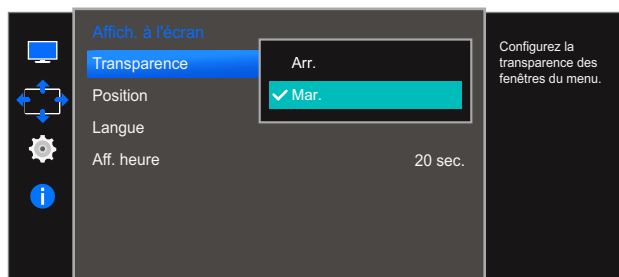 Affich. à l'écran
Transparence
Arr.
Mar.
Position
Langue
Aff. heure
20 sec.
Configurez la
transparence des
fenêtres du menu.